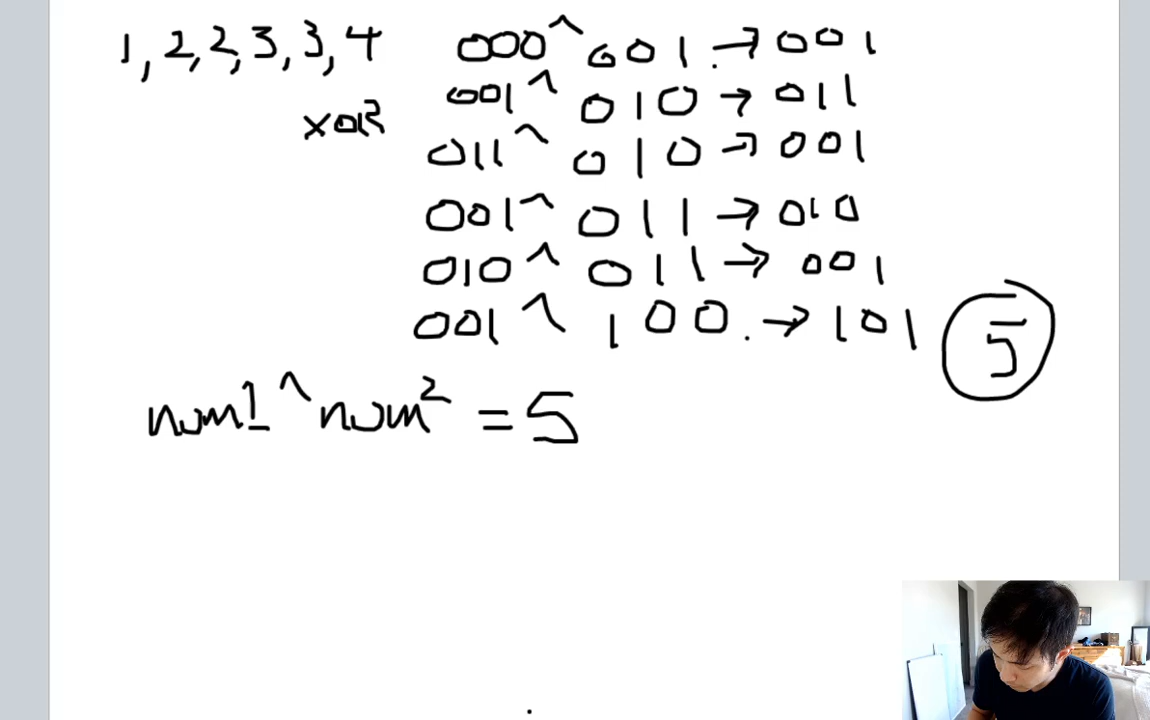 1, 2, 2, 3, 3, 4
000 ^ 001 → 001
001 ^ 010 → 011
XOR
011 ^ 010 → 001
001 ^ 011 → 010
010 ^ 011 → 001
001 ^ 100 → 101
5
num1 ^ num2 = 5